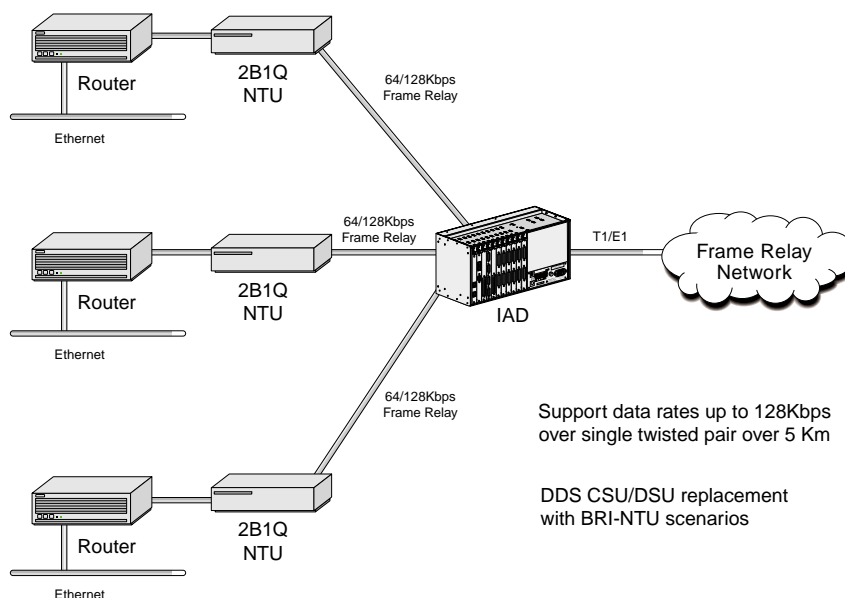 Router
2B1Q
NTU
64/128Kbps
Frame Relay
Ethernet
64/128Kbps
Frame Relay
T1/E1
Frame Relay
Network
Router
2B1Q
NTU
IAD
Ethernet
64/128Kbps
Frame Relay
Support data rates up to 128Kbps
over single twisted pair over 5 Km
DDS CSU/DSU replacement
with BRI-NTU scenarios
Router
2B1Q
NTU
Ethernet